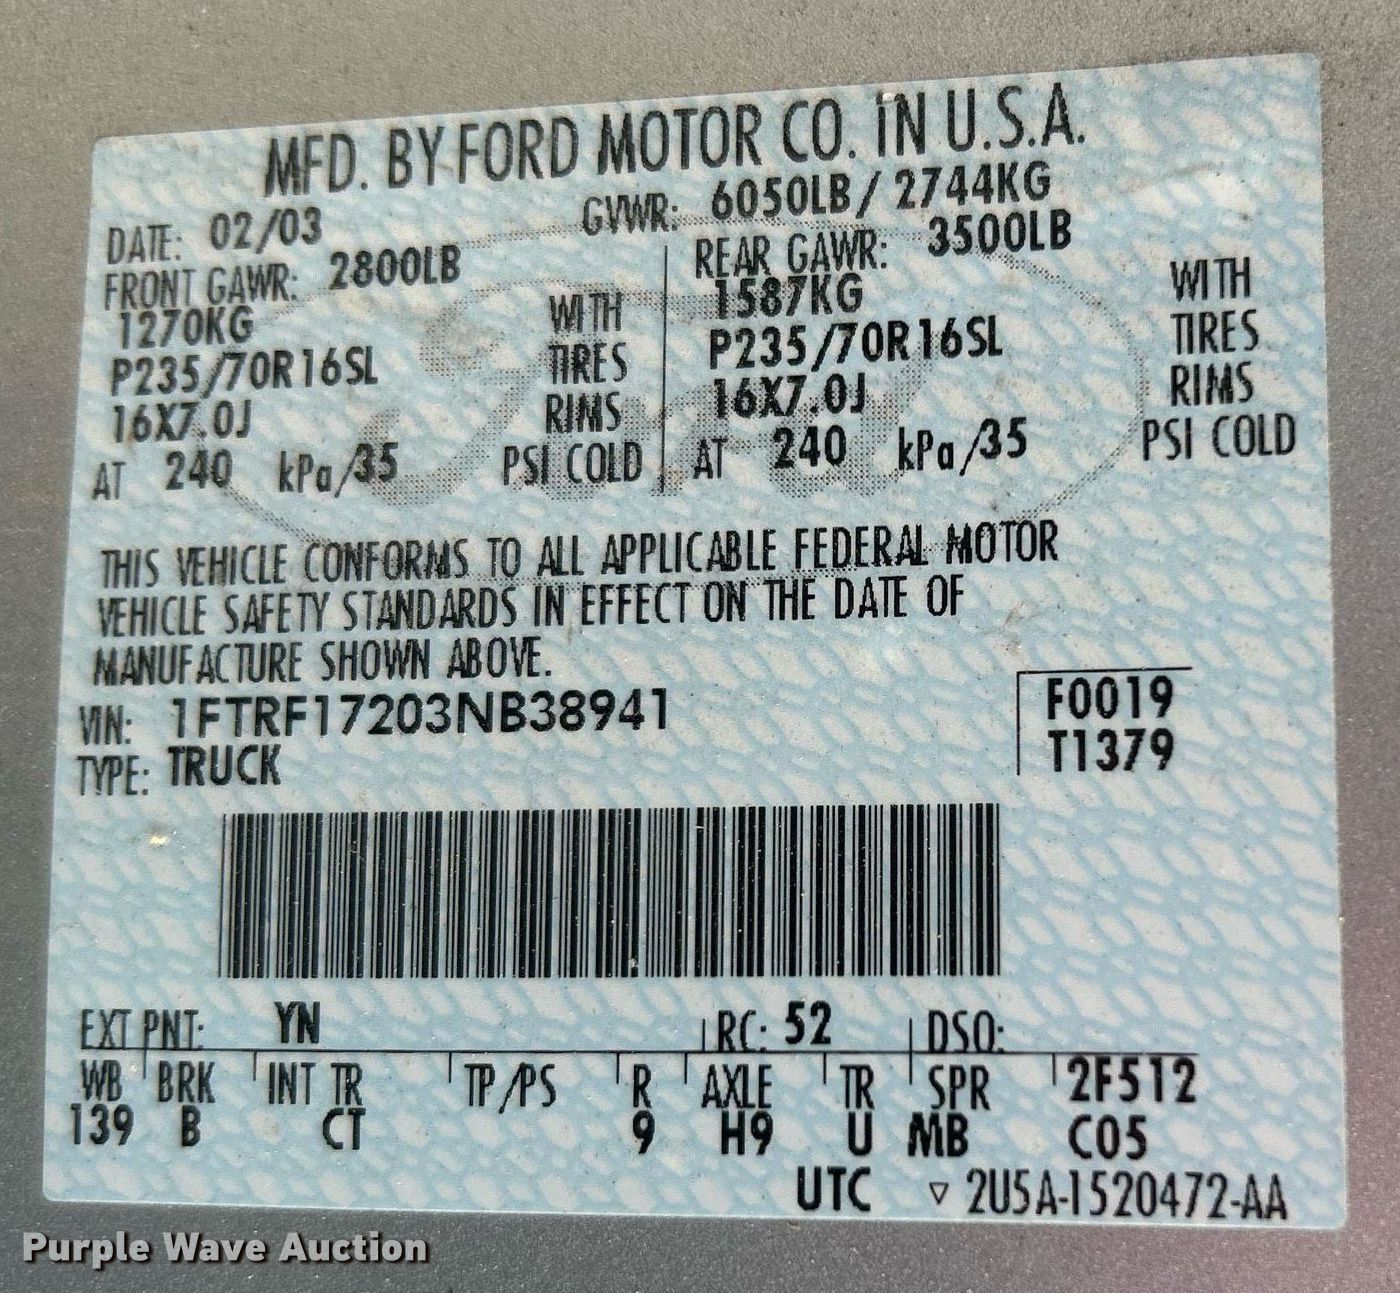 MFD. BY FORD MOTOR CO. IN U.S.A.
DATE: 02/03 GVWR: 6050LB / 2744KG
FRONT GAWR: 2800LB REAR GAWR: 3500LB
1270KG WITH 1587KG WITH
P235/70R16SL TIRES P235/70R16SL TIRES
16X7.0J RIMS 16X7.0J RIMS
AT 240 kPa/35 PSI COLD AT 240 kPa/35 PSI COLD
THIS VEHICLE CONFORMS TO ALL APPLICABLE FEDERAL MOTOR
VEHICLE SAFETY STANDARDS IN EFFECT ON THE DATE OF
MANUFACTURE SHOWN ABOVE.
VIN: 1FTRF17203NB38941 F0019
TYPE: TRUCK T1379
EXT PNT: YN RC: 52 DSO:
WB BRK INT TR TP/PS R AXLE TR SPR 2F512
139 B CT 9 H9 U MB C05
UTC ▽ 2U5A-1520472-AA
Purple Wave Auction